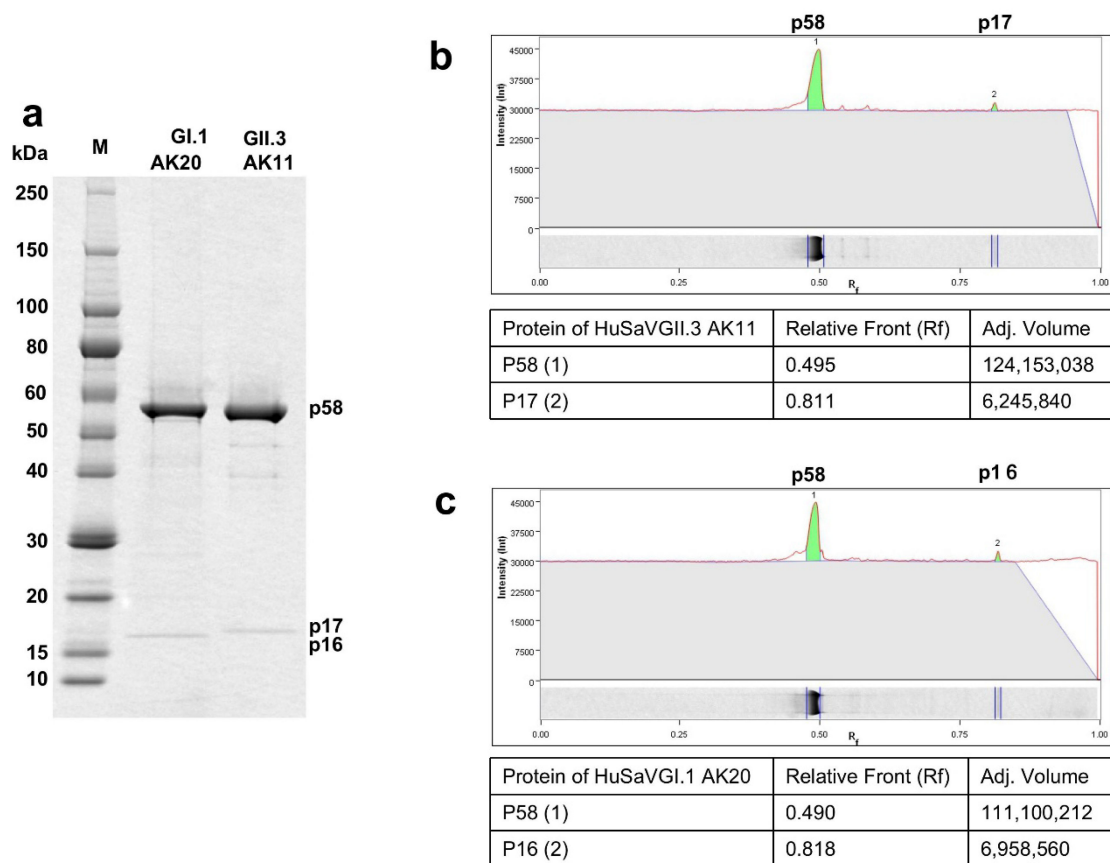 a
kDa
M
GI.1
AK20
GII.3
AK11
250
150
100
80
60
50
40
30
20
15
10
p58
p17
p16
b
p58
p17
1
2
45000
37500
30000
22500
15000
7500
0
Intensity (Int)
0.00
0.25
0.50
0.75
1.00
Rf
Protein of HuSaVGII.3 AK11 Relative Front (Rf) Adj. Volume
P58 (1) 0.495 124,153,038
P17 (2) 0.811 6,245,840
c
p58
p1 6
1
2
45000
37500
30000
22500
15000
7500
0
Intensity (Int)
0.00
0.25
0.50
0.75
1.00
Rf
Protein of HuSaVGI.1 AK20 Relative Front (Rf) Adj. Volume
P58 (1) 0.490 111,100,212
P16 (2) 0.818 6,958,560